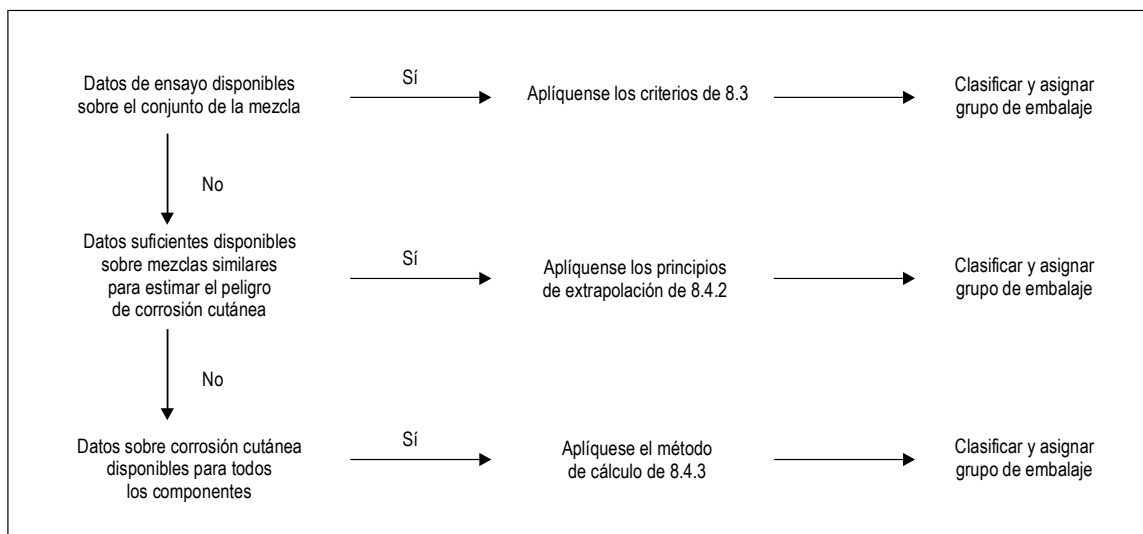 Datos de ensayo disponibles
sobre el conjunto de la mezcla
Sí
Aplíquense los criterios de 8.3
Clasificar y asignar
grupo de embalaje
No
Datos suficientes disponibles
sobre mezclas similares
para estimar el peligro
de corrosión cutánea
Sí
Aplíquense los principios
de extrapolación de 8.4.2
Clasificar y asignar
grupo de embalaje
No
Datos sobre corrosión cutánea
disponibles para todos
los componentes
Sí
Aplíquese el método
de cálculo de 8.4.3
Clasificar y asignar
grupo de embalaje